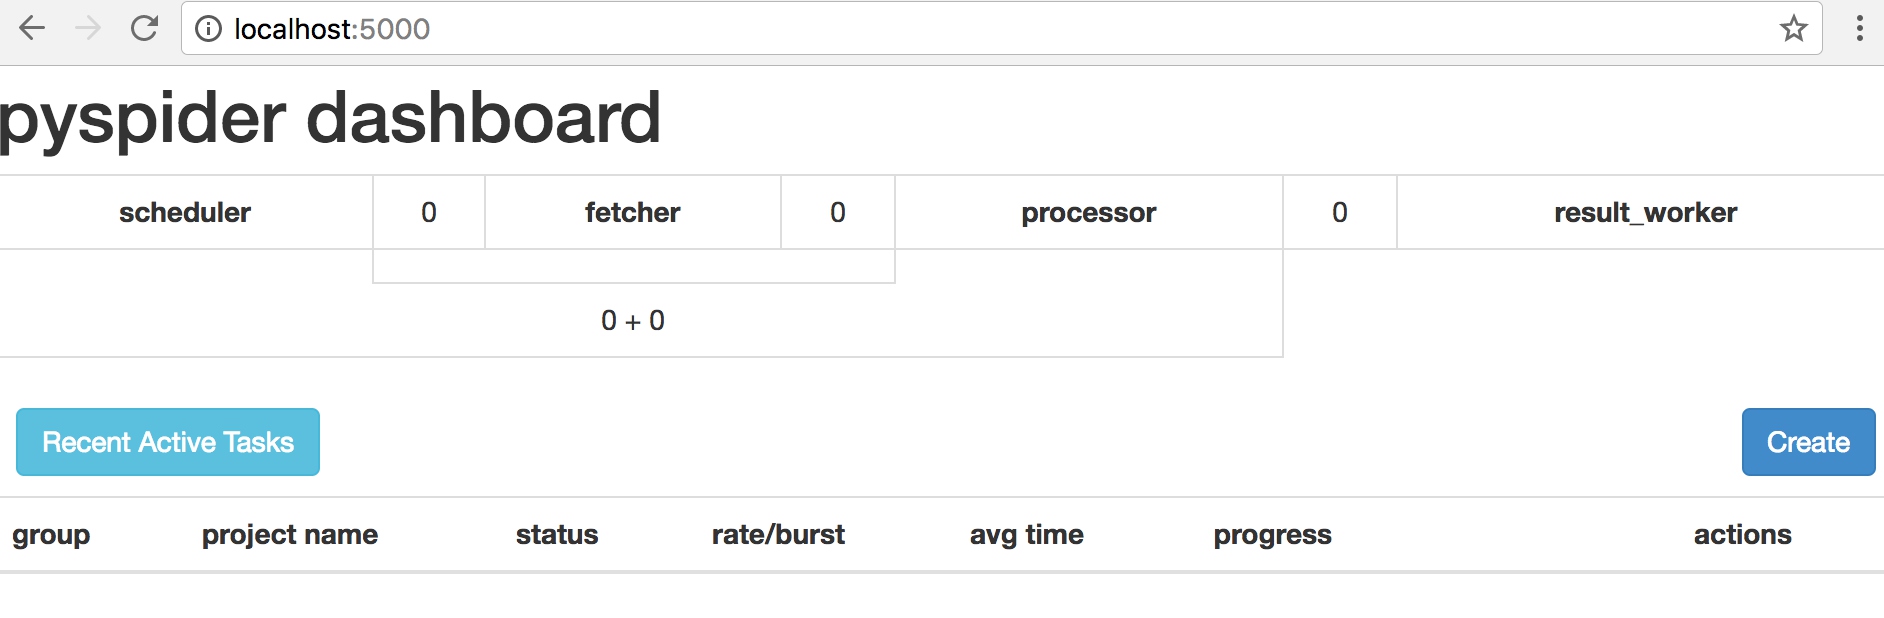 localhost:5000
pyspider dashboard
scheduler 0 fetcher 0 processor 0 result_worker
0 + 0
Recent Active Tasks Create
group project name status rate/burst avg time progress actions